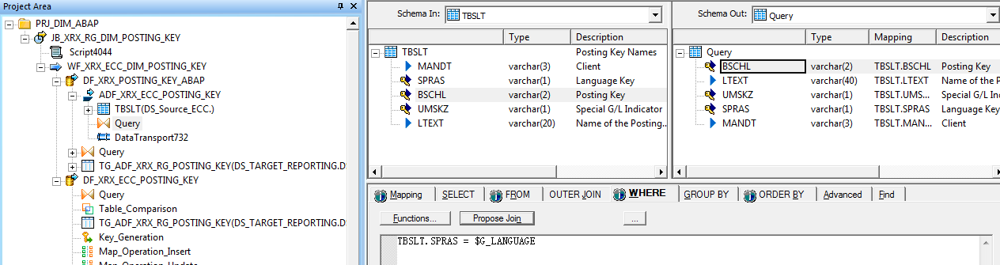 Project Area
PRJ_DIM_ABAP
JB_XRX_RG_DIM_POSTING_KEY
Script4044
WF_XRX_ECC_DIM_POSTING_KEY
DF_XRX_POSTING_KEY_ABAP
ADF_XRX_ECC_POSTING_KEY
TBSLT(DS_Source_ECC.)
Query
DataTransport732
Query
TG_ADF_XRX_RG_POSTING_KEY(DS_TARGET_REPORTING.D
DF_XRX_ECC_POSTING_KEY
Query
Table_Comparison
TG_ADF_XRX_RG_POSTING_KEY(DS_TARGET_REPORTING.D
Key_Generation
Map_Operation_Insert
Map_Operation_Update
Schema In: TBSLT
Type Description
TBSLT Posting Key Names
MANDT varchar(3) Client
SPRAS varchar(1) Language Key
BSCHL varchar(2) Posting Key
UMSKZ varchar(1) Special G/L Indicator
LTEXT varchar(20) Name of the Posting...
Schema Out: Query
Type Mapping Description
Query
BSCHL varchar(2) TBSLT.BSCHL Posting Key
LTEXT varchar(40) TBSLT.LTEXT Name of the P
UMSKZ varchar(1) TBSLT.UMS... Special G/L I
SPRAS varchar(1) TBSLT.SPRAS Language Key
MANDT varchar(3) TBSLT.MAN... Client
Mapping SELECT FROM OUTER JOIN WHERE GROUP BY ORDER BY Advanced Find
Functions... Propose Join ...
TBSLT.SPRAS = $G_LANGUAGE